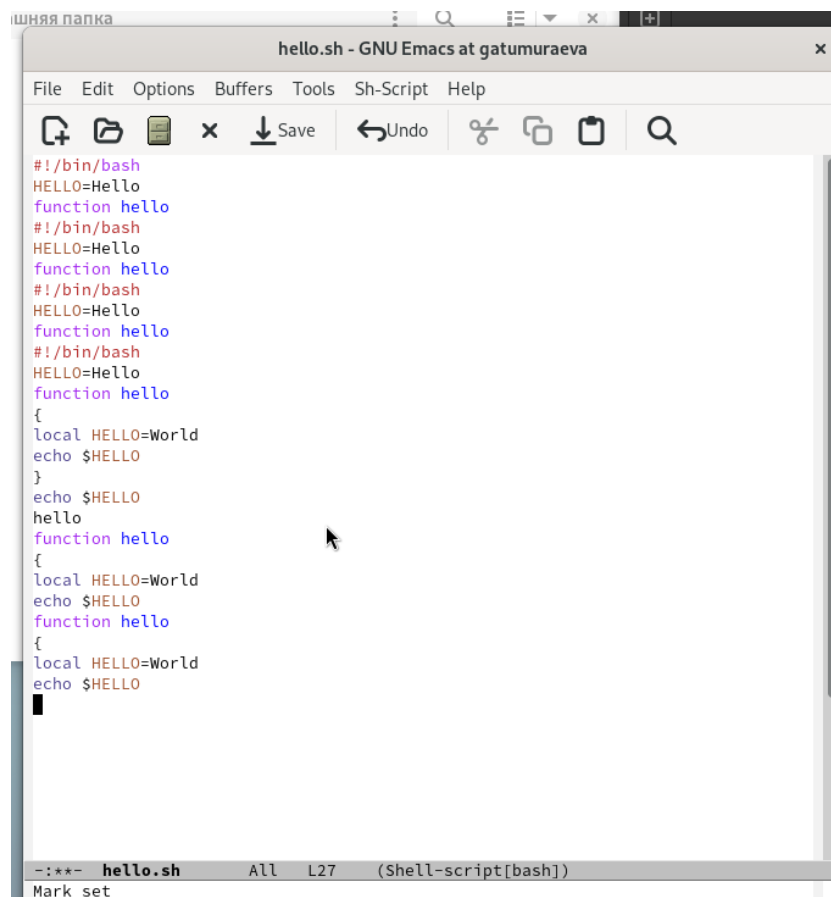 шняя папка
hello.sh - GNU Emacs at gatumuraeva
File Edit Options Buffers Tools Sh-Script Help
Save Undo
#!/bin/bash
HELLO=Hello
function hello
#!/bin/bash
HELLO=Hello
function hello
#!/bin/bash
HELLO=Hello
function hello
#!/bin/bash
HELLO=Hello
function hello
{
local HELLO=World
echo $HELLO
}
echo $HELLO
hello
function hello
{
local HELLO=World
echo $HELLO
function hello
{
local HELLO=World
echo $HELLO
-:**- hello.sh All L27 (Shell-script[bash])
Mark set